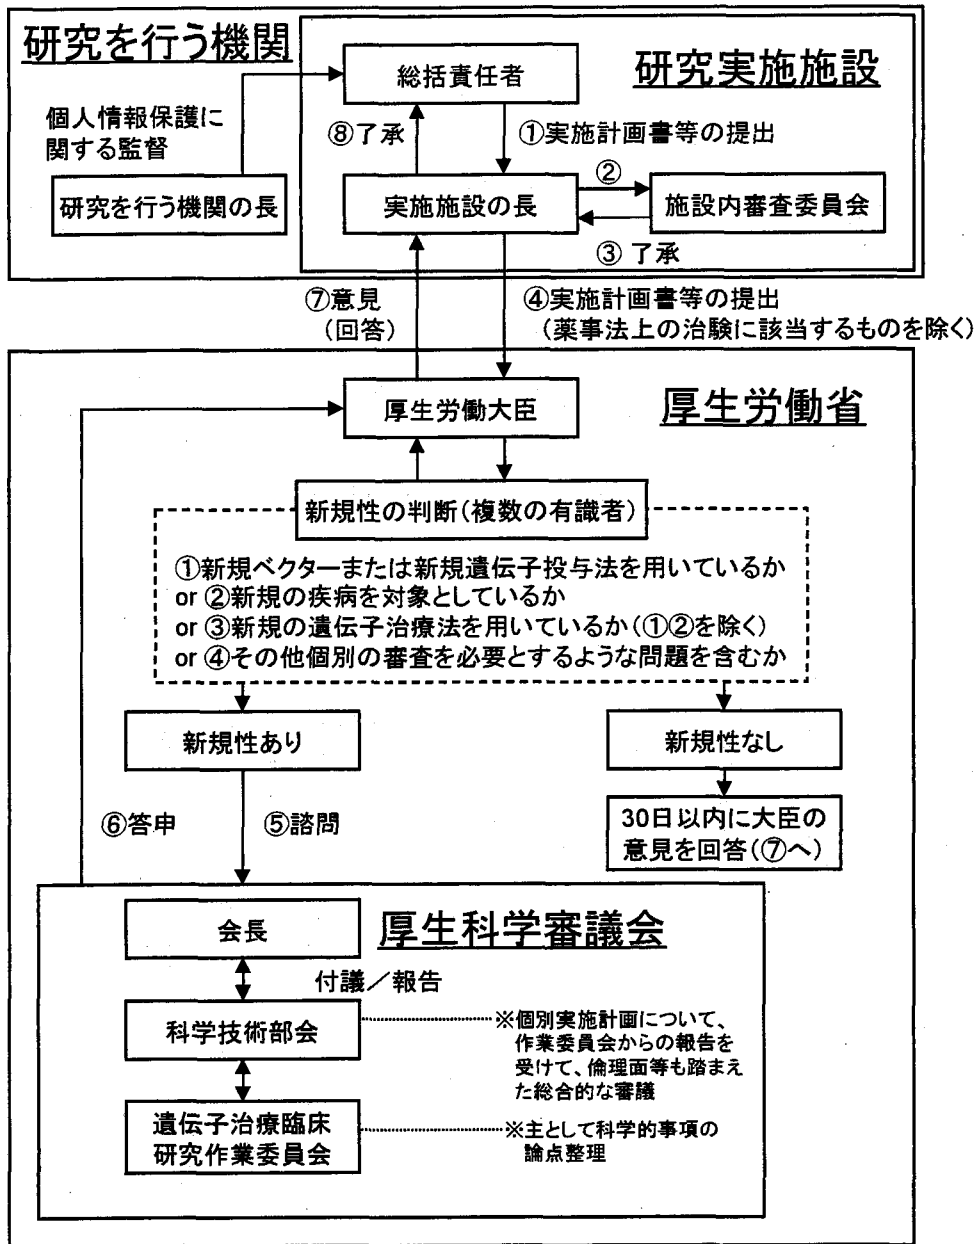 研究を行う機関
研究実施施設
総括責任者
個人情報保護に
関する監督
⑧了承
①実施計画書等の提出
②
研究を行う機関の長
実施施設の長
施設内審査委員会
③ 了承
⑦意見
(回答)
④実施計画書等の提出
(薬事法上の治験に該当するものを除く)
厚生労働省
厚生労働大臣
新規性の判断(複数の有識者)
①新規ベクターまたは新規遺伝子投与法を用いているか
or ②新規の疾病を対象としているか
or ③新規の遺伝子治療法を用いているか(①②を除く)
or ④その他個別の審査を必要とするような問題を含むか
新規性あり
新規性なし
⑥答申
⑤諮問
30日以内に大臣の
意見を回答(⑦へ)
会長
厚生科学審議会
付議／報告
科学技術部会
※個別実施計画について、
作業委員会からの報告を
受けて、倫理面等も踏まえ
た総合的な審議
遺伝子治療臨床
研究作業委員会
※主として科学的事項の
論点整理